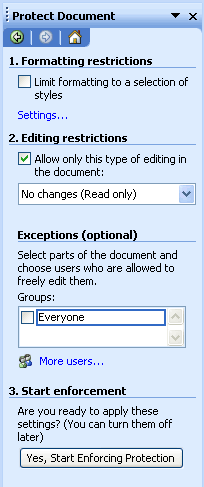 Protect Document
1. Formatting restrictions
Limit formatting to a selection of
styles
Settings...
2. Editing restrictions
Allow only this type of editing in
the document:
No changes (Read only)
Exceptions (optional)
Select parts of the document and
choose users who are allowed to
freely edit them.
Groups:
Everyone
More users...
3. Start enforcement
Are you ready to apply these
settings? (You can turn them off
later)
Yes, Start Enforcing Protection